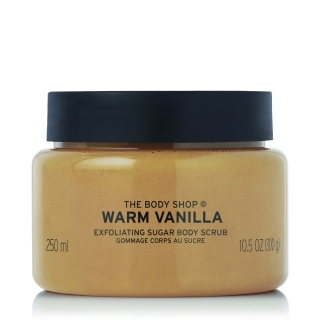 THE BODY SHOP ®
WARM VANILLA
EXFOLIATING SUGAR BODY SCRUB
GOMMAGE CORPS AU SUCRE
250 ml
10.5 OZ (300 g)